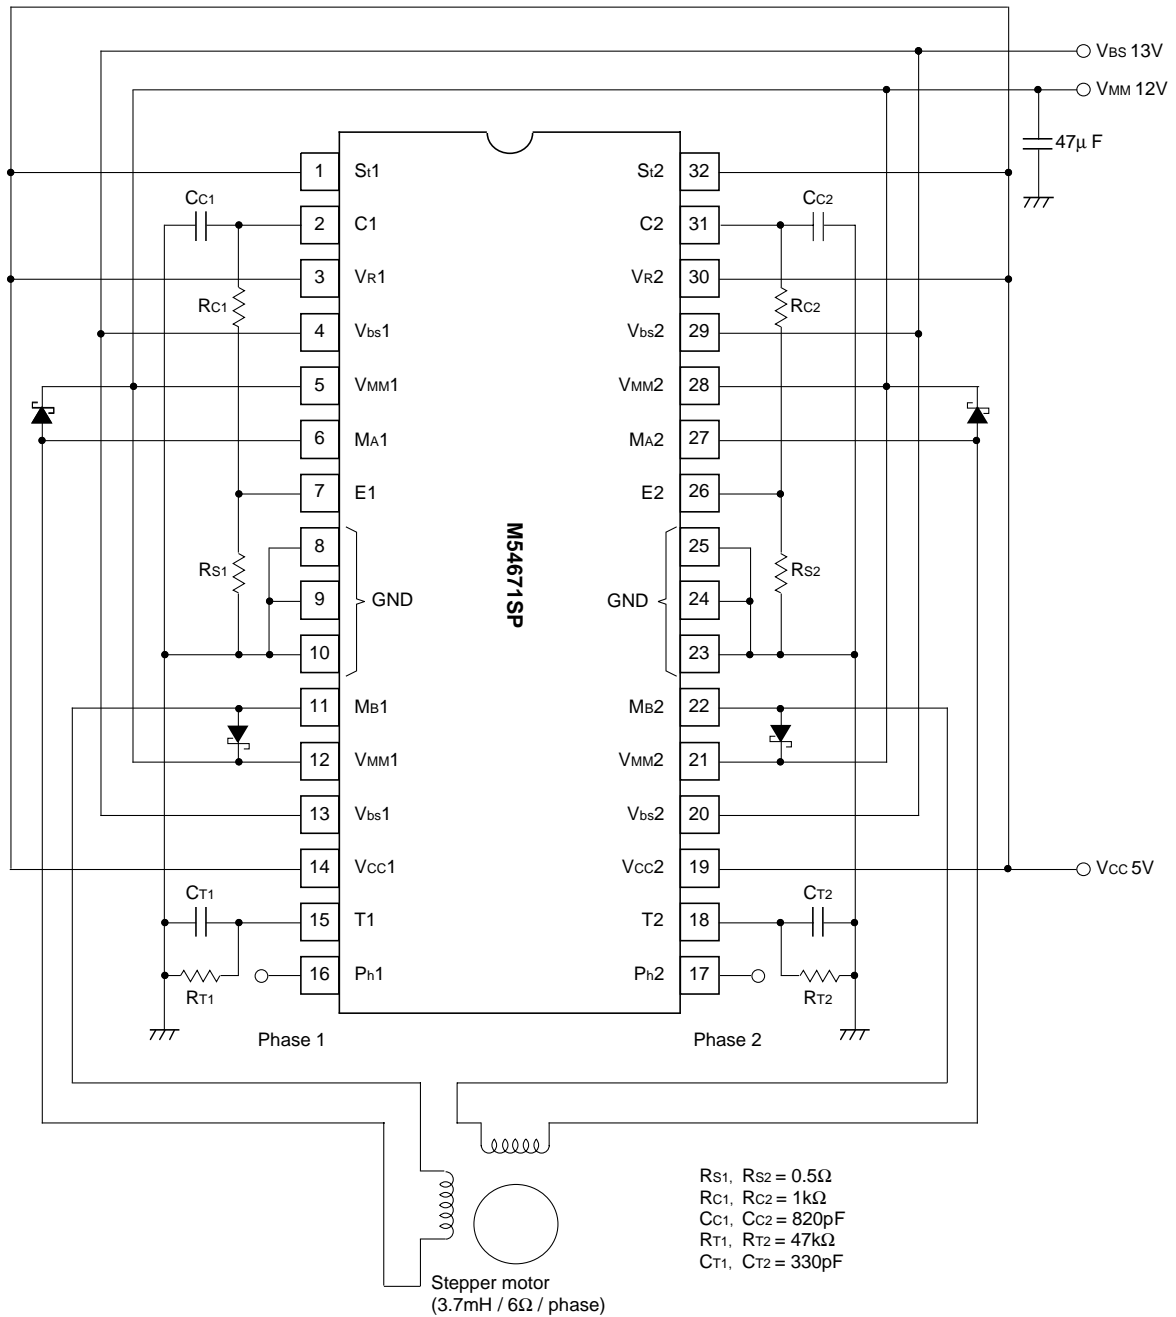 VBS 13V
VMM 12V
47µ F
1 St1 St2 32
CC1 CC2
2 C1 C2 31
3 VR1 VR2 30
RC1 RC2
4 Vbs1 Vbs2 29
5 VMM1 VMM2 28
6 MA1 MA2 27
7 E1 E2 26
M54671SP
8 25
RS1 RS2
9 GND GND 24
10 23
11 MB1 MB2 22
12 VMM1 VMM2 21
13 Vbs1 Vbs2 20
14 VCC1 VCC2 19
VCC 5V
CT1 CT2
15 T1 T2 18
16 Ph1 Ph2 17
RT1 RT2
Phase 1 Phase 2
RS1, RS2 = 0.5Ω
RC1, RC2 = 1kΩ
CC1, CC2 = 820pF
RT1, RT2 = 47kΩ
CT1, CT2 = 330pF
Stepper motor
(3.7mH / 6Ω / phase)